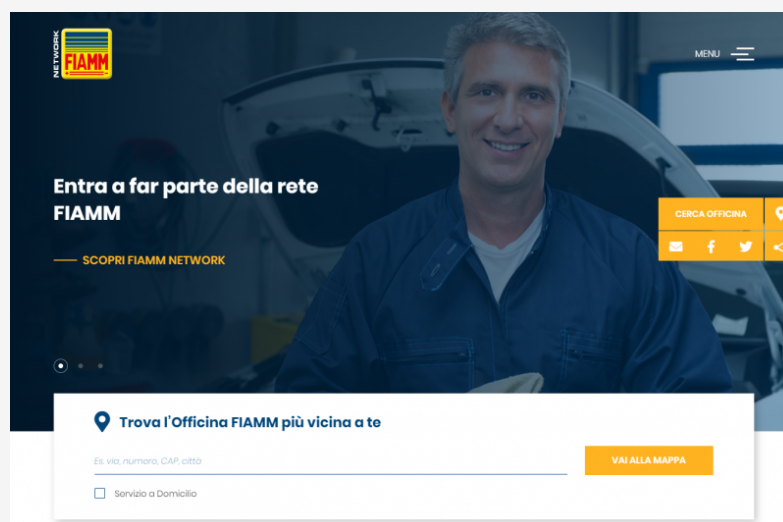 NETWORK
FIAMM
MENU
Entra a far parte della rete
FIAMM
SCOPRI FIAMM NETWORK
CERCA OFFICINA
Trova l'Officina FIAMM più vicina a te
Es. via, numero, CAP, città
VAI ALLA MAPPA
Servizio a Domicilio